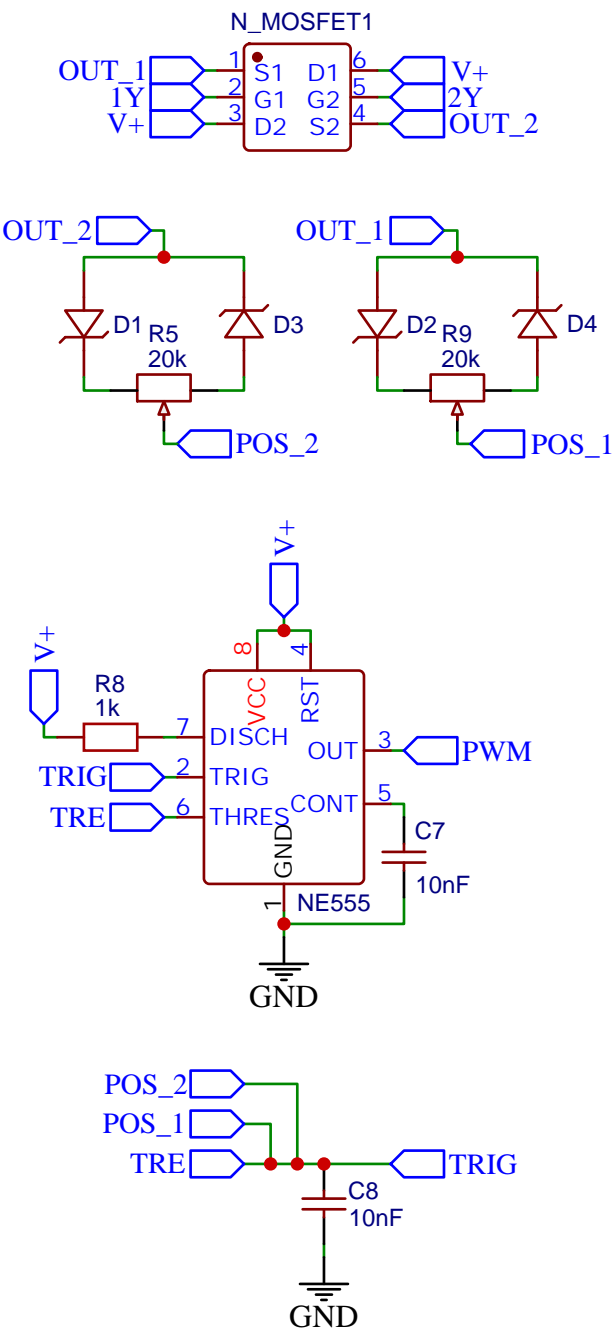 N_MOSFET1
OUT_1 1 S1 D1 6 V+
1Y 2 G1 G2 5 2Y
V+ 3 D2 S2 4 OUT_2
OUT_2 OUT_1
D1 R5 D3 D2 R9 D4
20k 20k
POS_2 POS_1
V+
V+ 8 4
R8 VCC RST
1k
7 DISCH
OUT 3 PWM
TRIG 2 TRIG
TRE 6 THRES CONT 5
C7
GND 10nF
1 NE555
GND
POS_2
POS_1
TRE TRIG
C8
10nF
GND